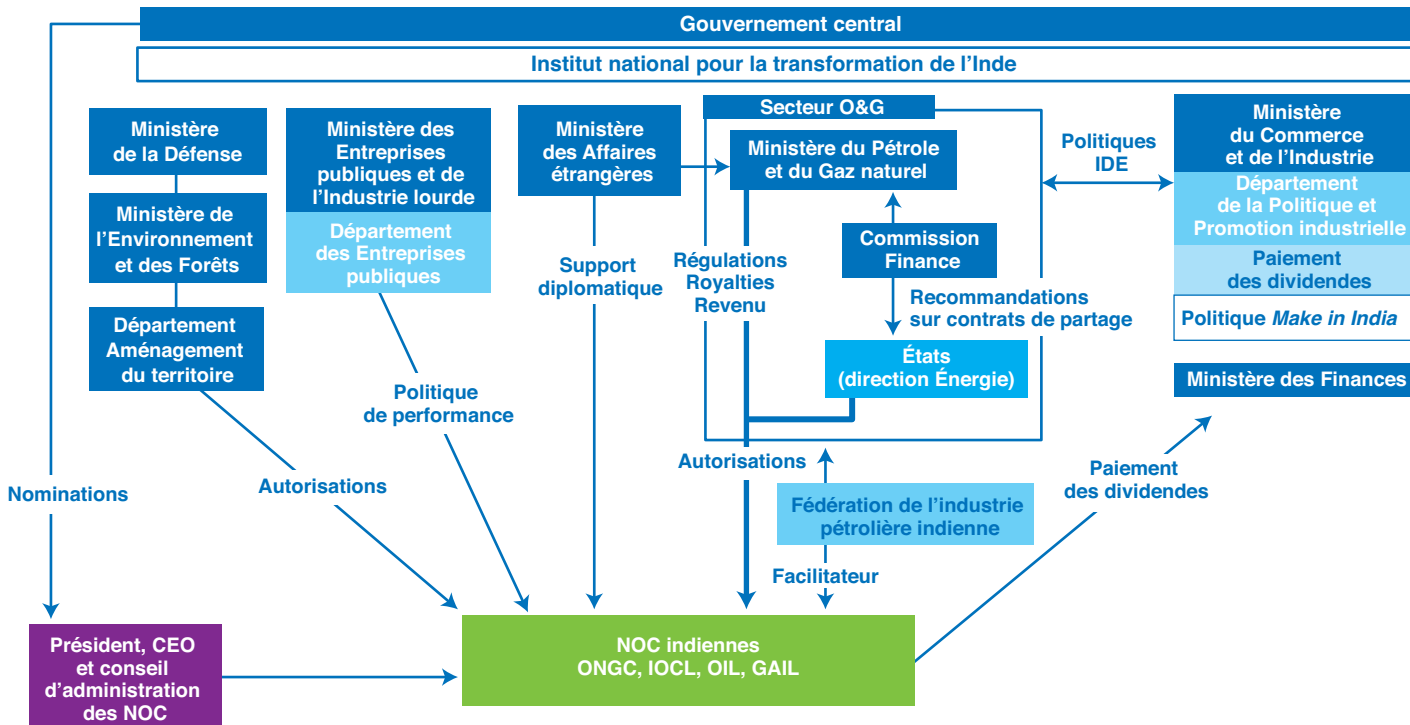 Gouvernement central
Institut national pour la transformation de l'Inde
Ministère
de la Défense
Ministère de
l'Environnement
et des Forêts
Département
Aménagement
du territoire
Ministère des
Entreprises
publiques et de
l'Industrie lourde
Département
des Entreprises
publiques
Ministère
des Affaires
étrangères
Secteur O&G
Ministère du Pétrole
et du Gaz naturel
Commission
Finance
Recommandations
sur contrats de partage
États
(direction Énergie)
Politiques
IDE
Ministère
du Commerce
et de l'Industrie
Département
de la Politique et
Promotion industrielle
Paiement
des dividendes
Politique Make in India
Ministère des Finances
Support
diplomatique
Régulations
Royalties
Revenu
Politique
de performance
Nominations
Autorisations
Autorisations
Fédération de l'industrie
pétrolière indienne
Facilitateur
Paiement
des dividendes
Président, CEO
et conseil
d'administration
des NOC
NOC indiennes
ONGC, IOCL, OIL, GAIL